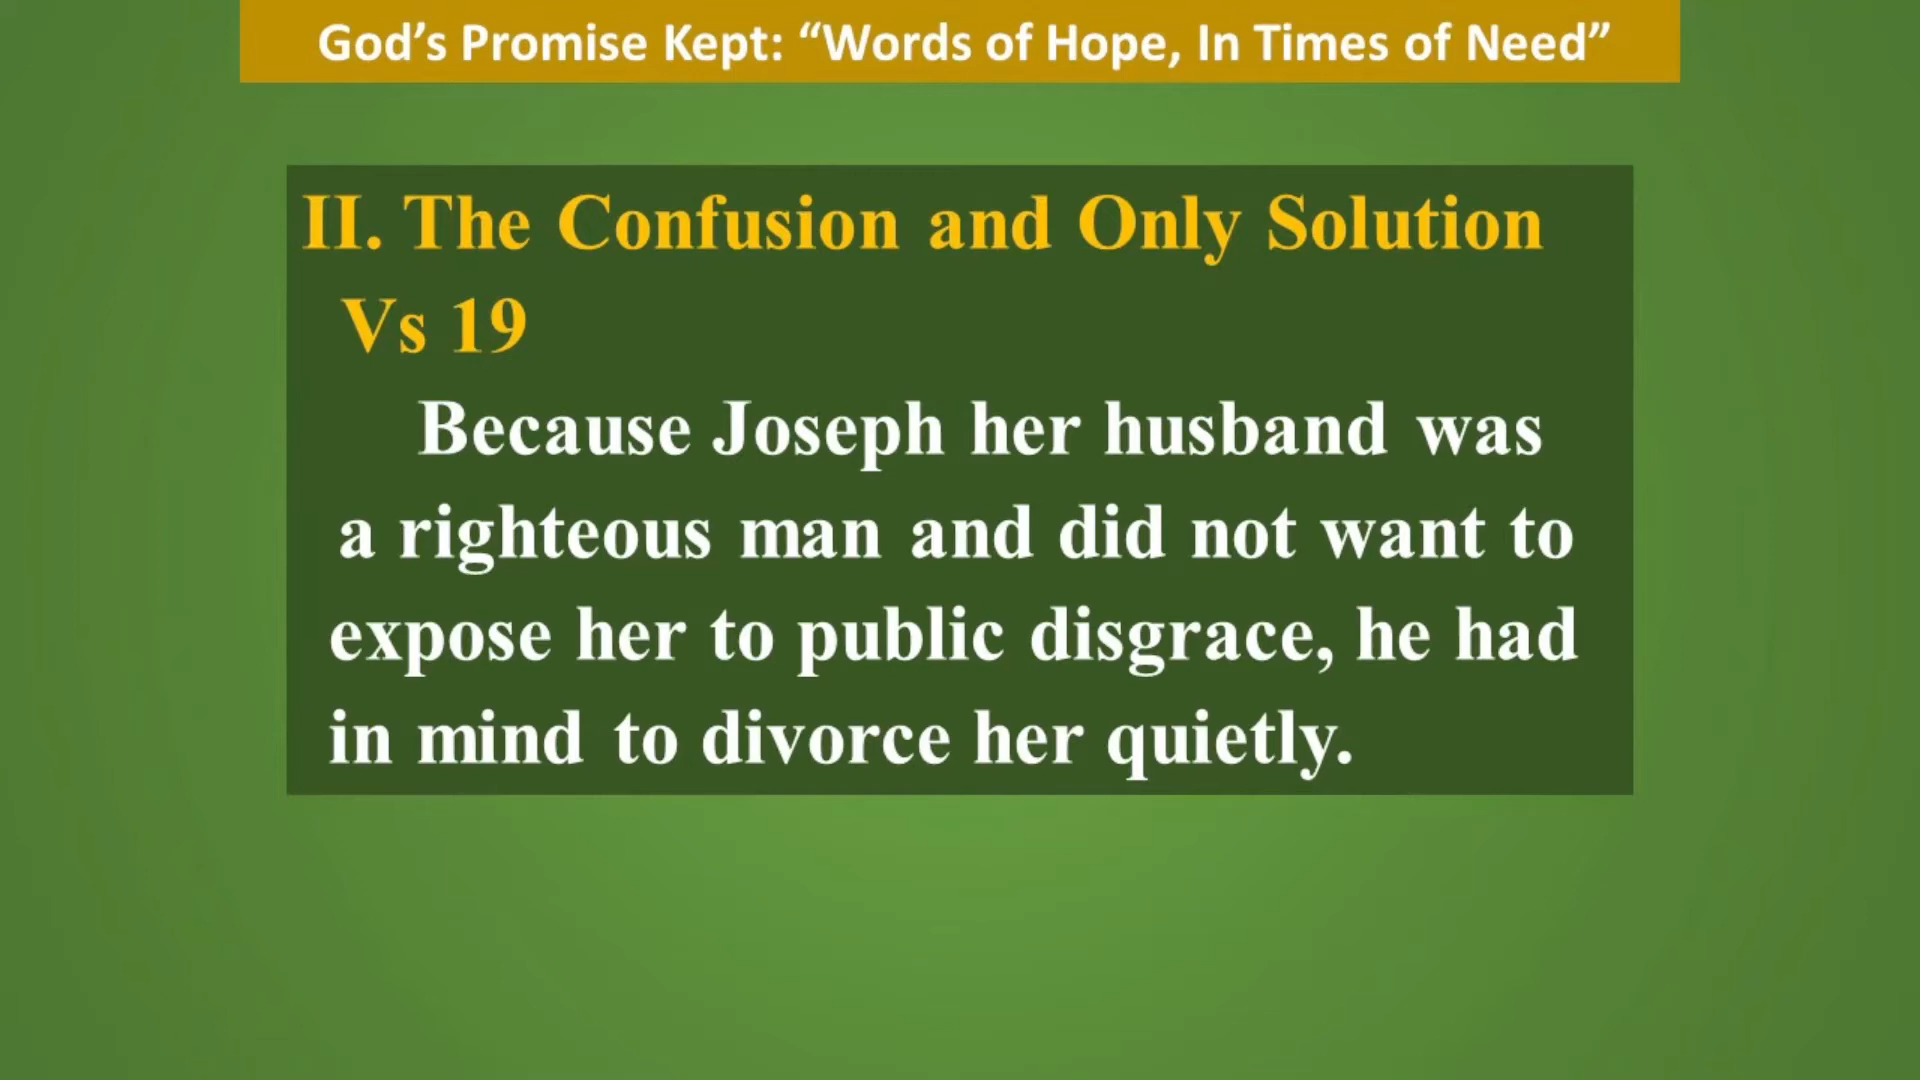 God’s Promise Kept: “Words of Hope, In Times of Need”
II. The Confusion and Only Solution
Vs 19
Because Joseph her husband was
a righteous man and did not want to
expose her to public disgrace, he had
in mind to divorce her quietly.